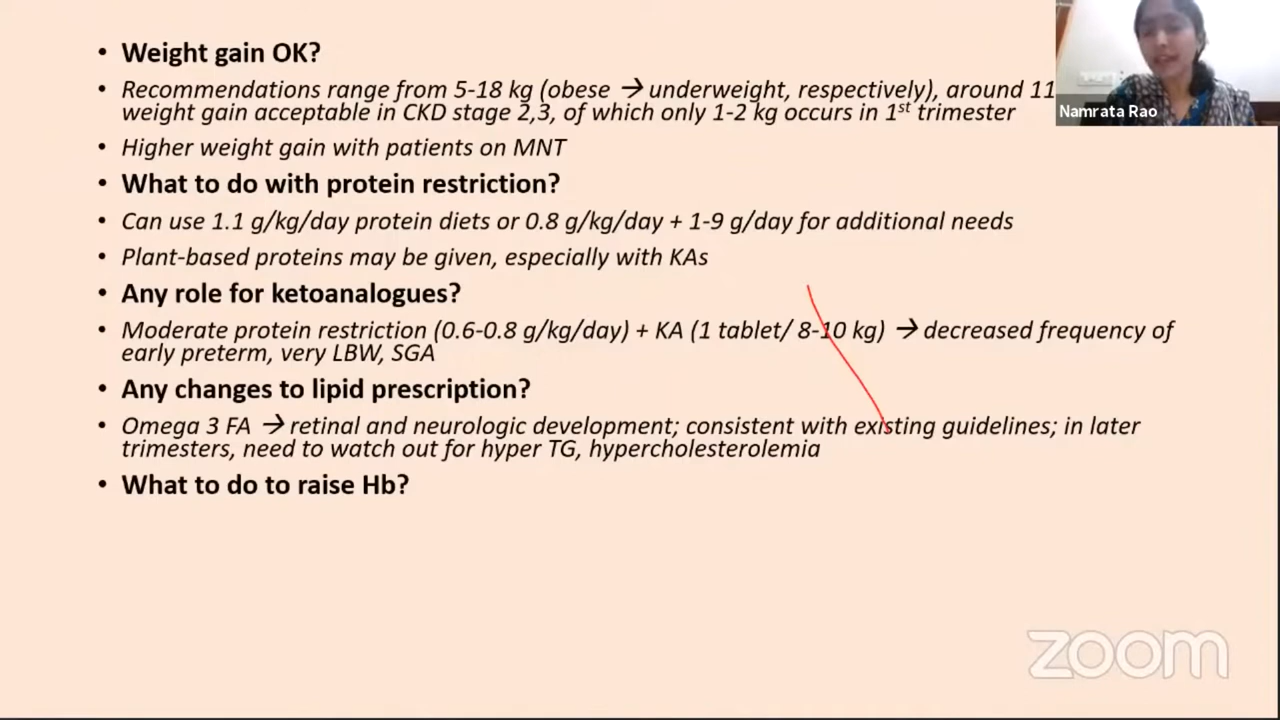 • Weight gain OK?
• Recommendations range from 5-18 kg (obese → underweight, respectively), around 11
weight gain acceptable in CKD stage 2,3, of which only 1-2 kg occurs in 1st trimester
• Higher weight gain with patients on MNT
• What to do with protein restriction?
• Can use 1.1 g/kg/day protein diets or 0.8 g/kg/day + 1-9 g/day for additional needs
• Plant-based proteins may be given, especially with KAs
• Any role for ketoanalogues?
• Moderate protein restriction (0.6-0.8 g/kg/day) + KA (1 tablet/ 8-10 kg) → decreased frequency of
early preterm, very LBW, SGA
• Any changes to lipid prescription?
• Omega 3 FA → retinal and neurologic development; consistent with existing guidelines; in later
trimesters, need to watch out for hyper TG, hypercholesterolemia
• What to do to raise Hb?
Namrata Rao
zoom